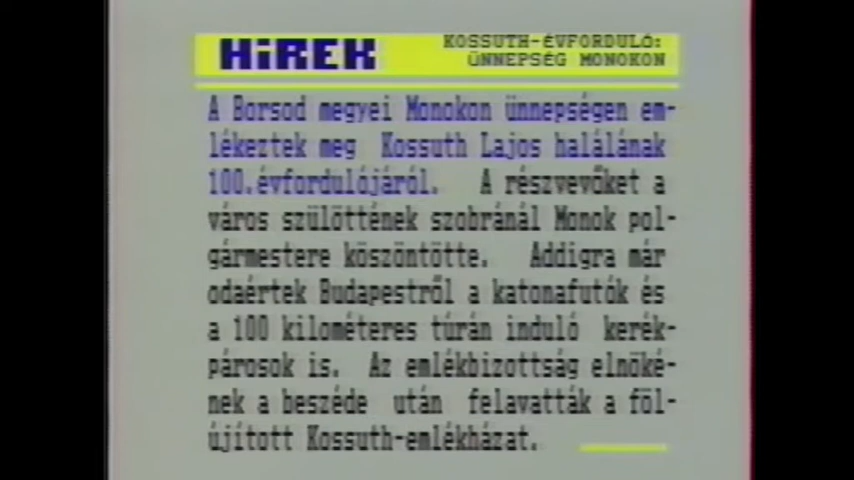 HíREK
KOSSUTH-ÉVFORDULÓ:
ÜNNEPSÉG MONOKON
A Borsod megyei Monokon ünnepségen em-
lékeztek meg Kossuth Lajos halálának
100.évfordulójáról. A részvevőket a
város szülöttének szobránál Monok pol-
gármestere köszöntötte. Addigra már
odaértek Budapestről a katonafutók és
a 100 kilométeres túrán induló kerék-
párosok is. Az emlékbizottság elnöké-
nek a beszéde után felavatták a föl-
újított Kossuth-emlékházat.